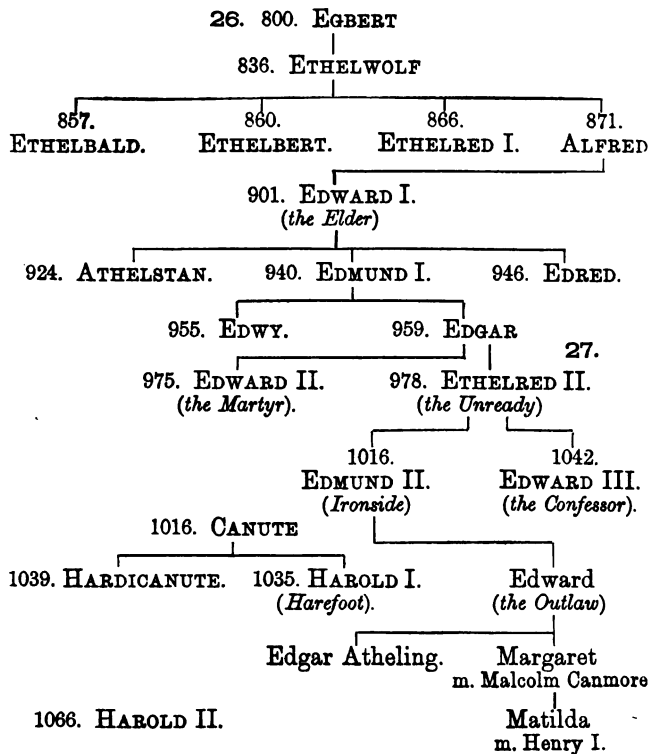 26. 800. EGBERT
836. ETHELWOLF
857. 860. 866. 871.
ETHELBALD. ETHELBERT. ETHELRED I. ALFRED
901. EDWARD I.
(the Elder)
924. ATHELSTAN. 940. EDMUND I. 946. EDRED.
955. EDWY. 959. EDGAR
27.
975. EDWARD II. 978. ETHELRED II.
(the Martyr). (the Unready)
1016. 1042.
EDMUND II. EDWARD III.
(Ironside) (the Confessor).
1016. CANUTE
1039. HARDICANUTE. 1035. HAROLD I. Edward
(Harefoot). (the Outlaw)
Edgar Atheling. Margaret
m. Malcolm Canmore
1066. HAROLD II. Matilda
m. Henry I.